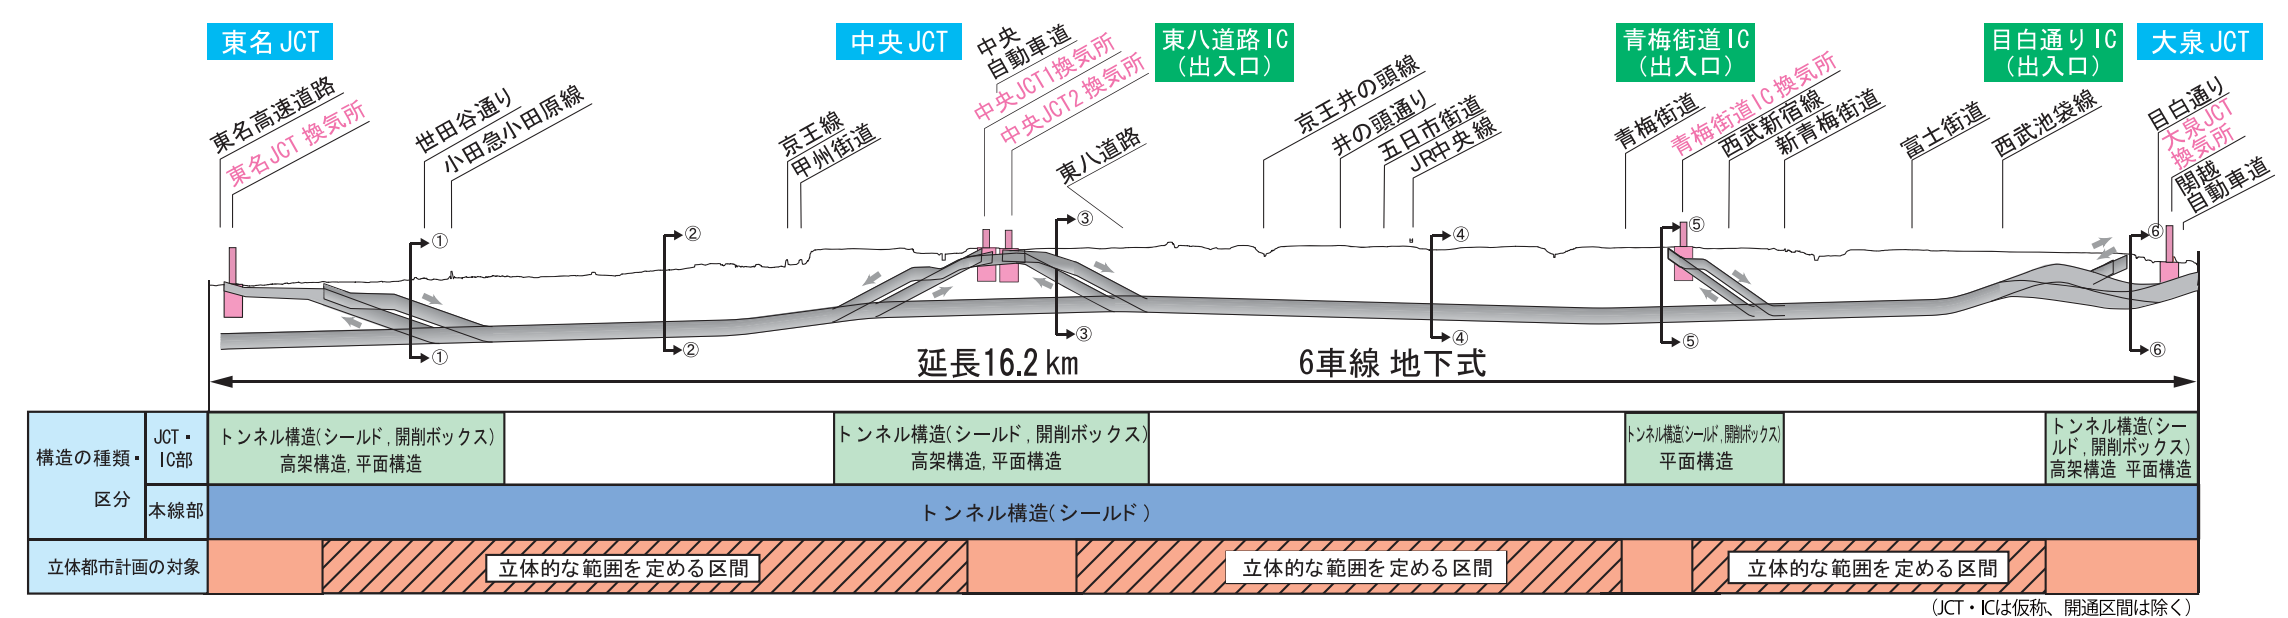 東名JCT
中央JCT
東八道路IC
(出入口)
青梅街道IC
(出入口)
目白通りIC
(出入口)
大泉JCT
東名高速道路
東名JCT 換気所
世田谷通り
小田急小田原線
京王線
甲州街道
中央
自動車道
中央JCT1換気所
中央JCT2換気所
東八道路
京王井の頭線
井の頭通り
五日市街道
JR中央線
青梅街道
青梅街道IC換気所
西武新宿線
新青梅街道
富士街道
西武池袋線
目白通り
大泉JCT
換気所
関越
自動車道
①
②
③
④
⑤
⑥
①
②
③
④
⑤
⑥
延長16.2km
6車線 地下式
構造の種類・
区分
JCT・
IC部
トンネル構造(シールド,開削ボックス)
高架構造,平面構造
トンネル構造(シールド,開削ボックス)
高架構造,平面構造
トンネル構造(シールド,開削ボックス)
平面構造
トンネル構造(シー
ルド,開削ボックス)
高架構造 平面構造
本線部
トンネル構造(シールド)
立体都市計画の対象
立体的な範囲を定める区間
立体的な範囲を定める区間
立体的な範囲を定める区間
(JCT・ICは仮称、開通区間は除く)